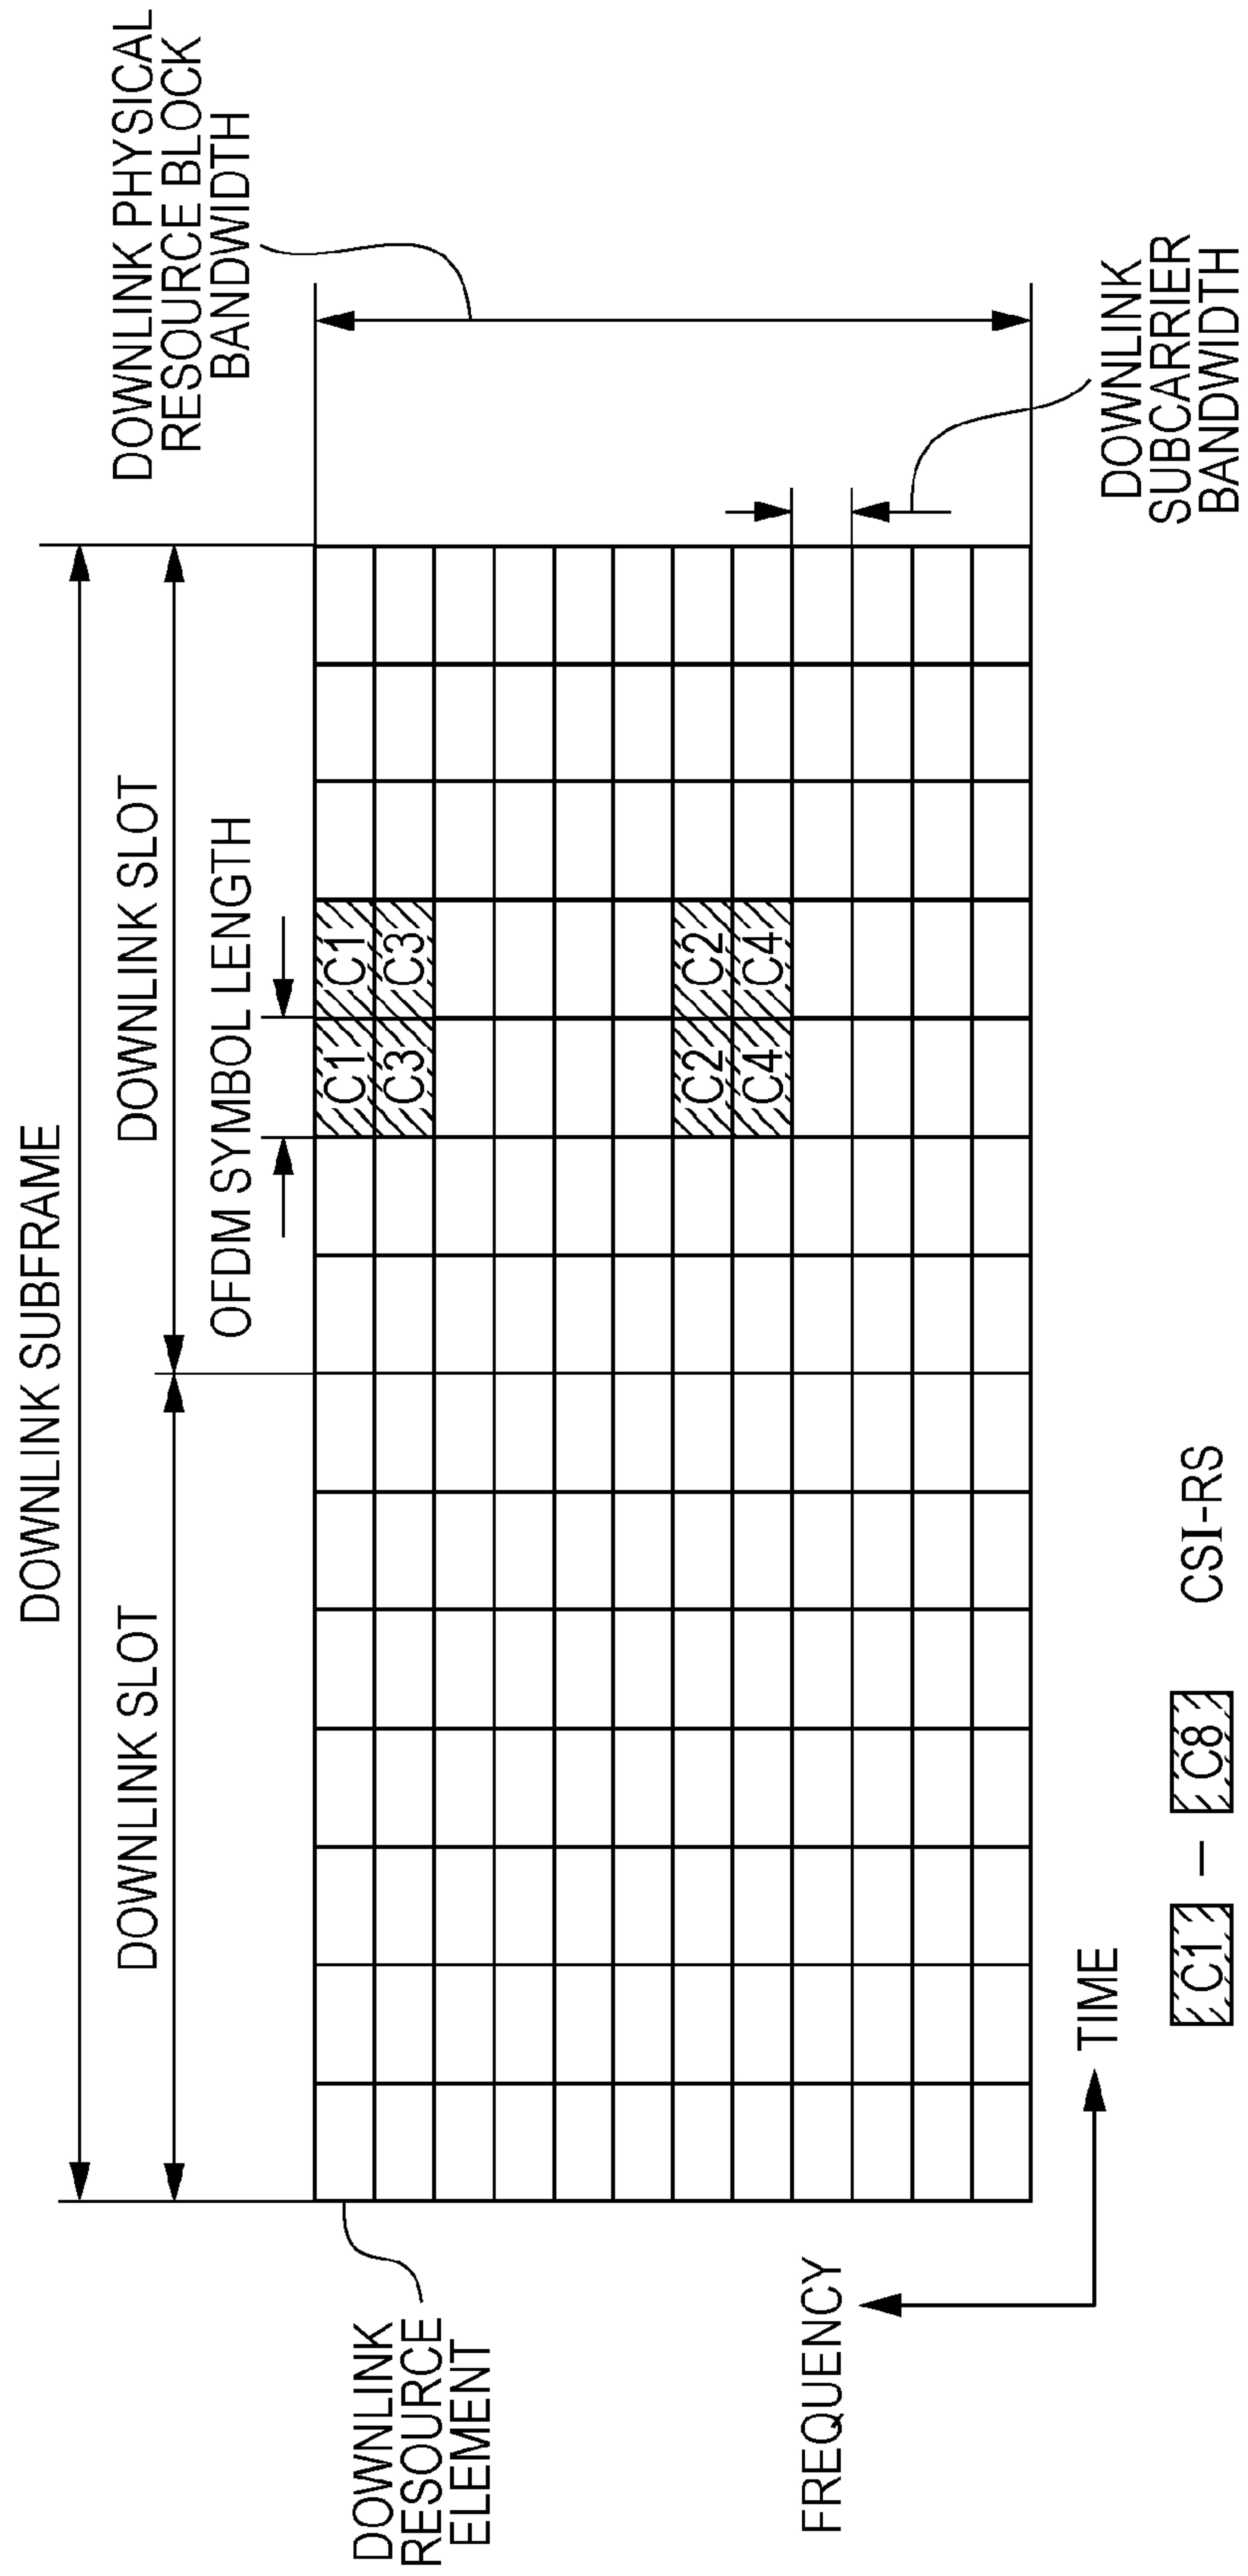 DOWNLINK SUBFRAME
DOWNLINK SLOT
DOWNLINK SLOT
OFDM SYMBOL LENGTH
DOWNLINK PHYSICAL
RESOURCE BLOCK
BANDWIDTH
DOWNLINK
RESOURCE
ELEMENT
C1 C1
C3 C3
C2 C2
C4 C4
DOWNLINK
SUBCARRIER
BANDWIDTH
FREQUENCY
TIME
C1 – C8 CSI-RS